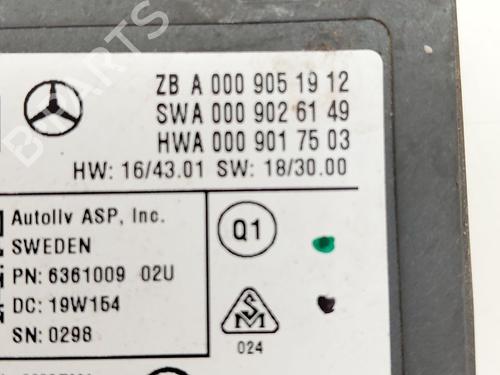 ZB A 000 905 19 12
SWA 000 902 61 49
HWA 000 901 75 03
HW: 16/43.01 SW: 18/30.00
Autoliv ASP, Inc.
SWEDEN
PN: 6361009 02U
DC: 19W154
SN: 0298
Q1
S
M
024
B PARTS